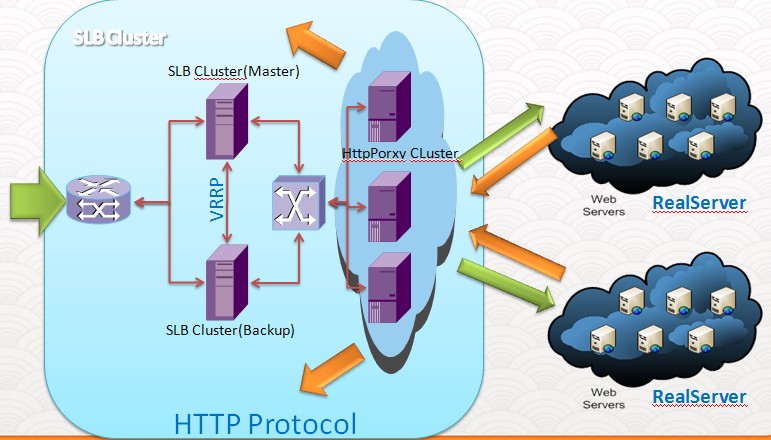 SLB Cluster
SLB CLuster(Master)
HttpPorxy CLuster
VRRP
SLB Cluster(Backup)
HTTP Protocol
Web
Servers
RealServer
Web
Servers
RealServer